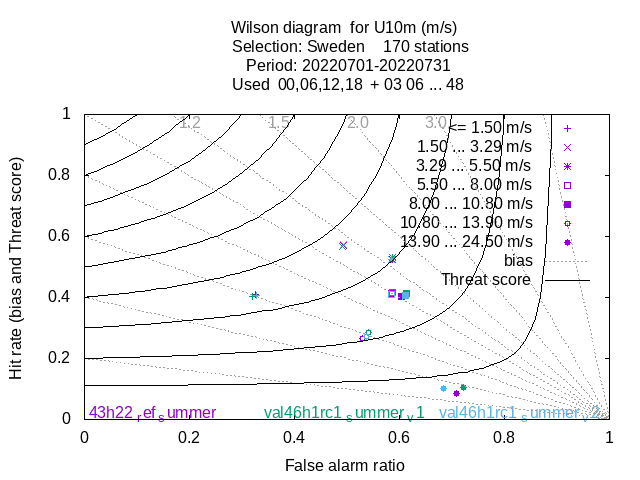 Wilson diagram  for U10m (m/s)
Selection: Sweden    170 stations
Period: 20220701-20220731
Used  00,06,12,18  + 03 06 ... 48
1
1.2
1.5
2.0
3.0
<= 1.50 m/s
1.50 ... 3.29 m/s
3.29 ... 5.50 m/s
5.50 ... 8.00 m/s
8.00 ... 10.80 m/s
10.80 ... 13.90 m/s
13.90 ... 24.50 m/s
bias
Threat score
0.8
0.6
0.4
0.2
0
Hit rate (bias and Threat score)
43h22_ref_summer
val46h1rc1_summer_v1
val46h1rc1_summer_v2
0
0.2
0.4
0.6
0.8
1
False alarm ratio